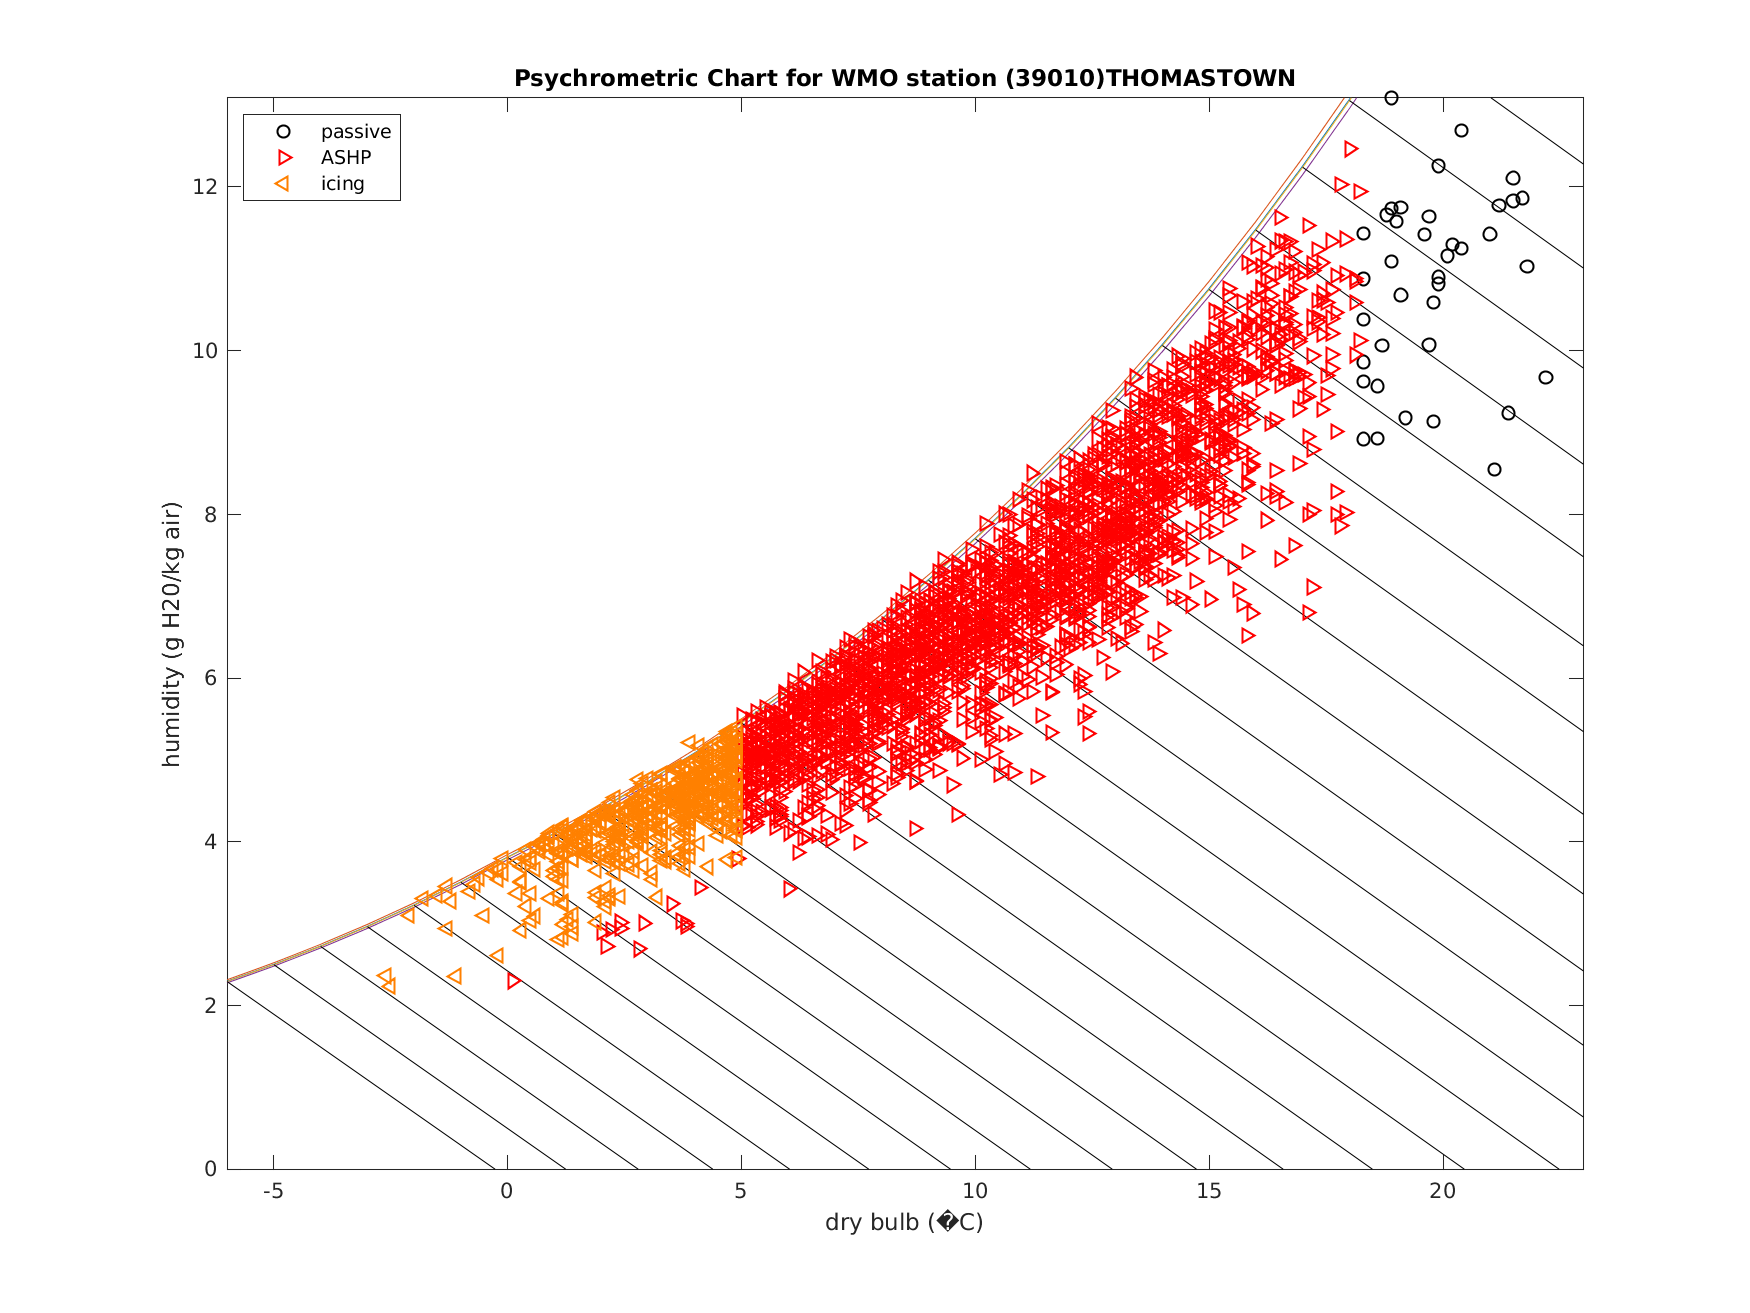 Psychrometric Chart for WMO station (39010)THOMASTOWN
passive
ASHP
icing
humidity (g H20/kg air)
12
10
8
6
4
2
0
-5 0 5 10 15 20
dry bulb (�C)